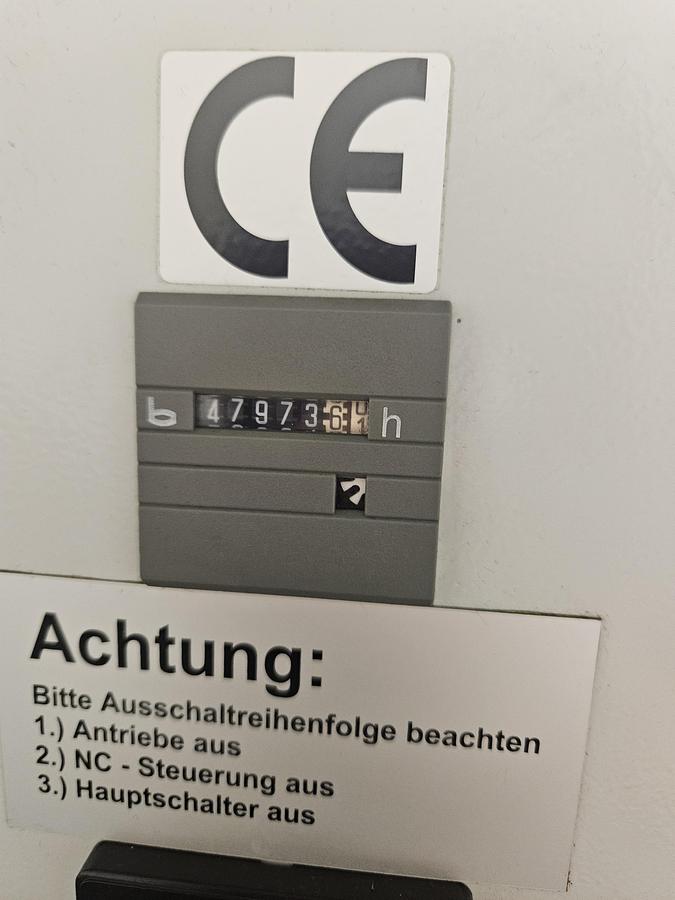 CE
479736 h
Achtung:
Bitte Ausschaltreihenfolge beachten
1.) Antriebe aus
2.) NC - Steuerung aus
3.) Hauptschalter aus